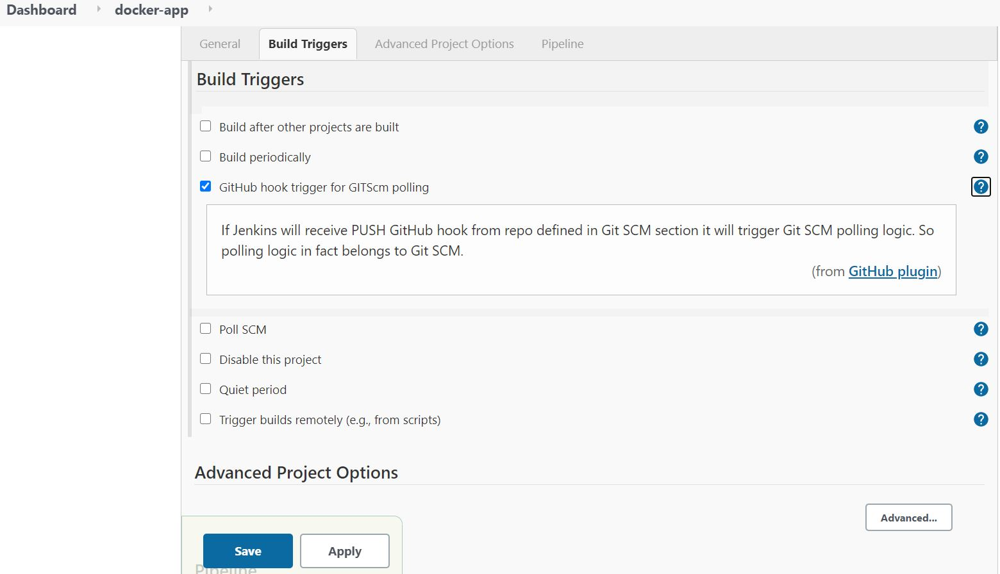 Dashboard docker-app
General Build Triggers Advanced Project Options Pipeline
Build Triggers
Build after other projects are built
Build periodically
GitHub hook trigger for GITScm polling
If Jenkins will receive PUSH GitHub hook from repo defined in Git SCM section it will trigger Git SCM polling logic. So
polling logic in fact belongs to Git SCM.
(from GitHub plugin)
Poll SCM
Disable this project
Quiet period
Trigger builds remotely (e.g., from scripts)
Advanced Project Options
Advanced...
Save Apply
Pipeline